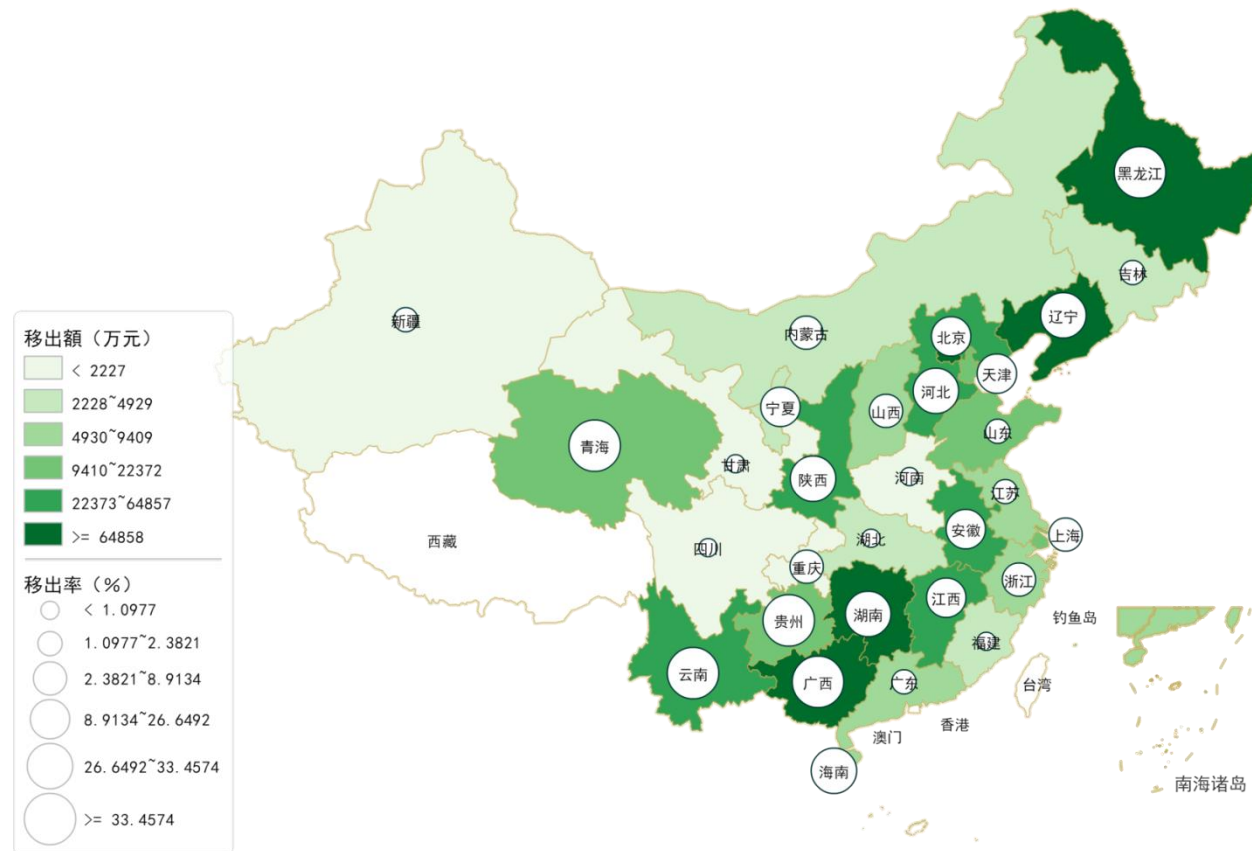 黑龙江
吉林
新疆
辽宁
内蒙古
北京
天津
河北
宁夏
山西
山东
青海
甘肃
陕西
河南
江苏
西藏
四川
湖北
安徽
上海
重庆
浙江
江西
贵州
湖南
钓鱼岛
福建
云南
广西
广东
台湾
香港
澳门
海南
南海诸岛
移出額（万元）
< 2227
2228~4929
4930~9409
9410~22372
22373~64857
>= 64858
移出率（%）
< 1.0977
1.0977~2.3821
2.3821~8.9134
8.9134~26.6492
26.6492~33.4574
>= 33.4574